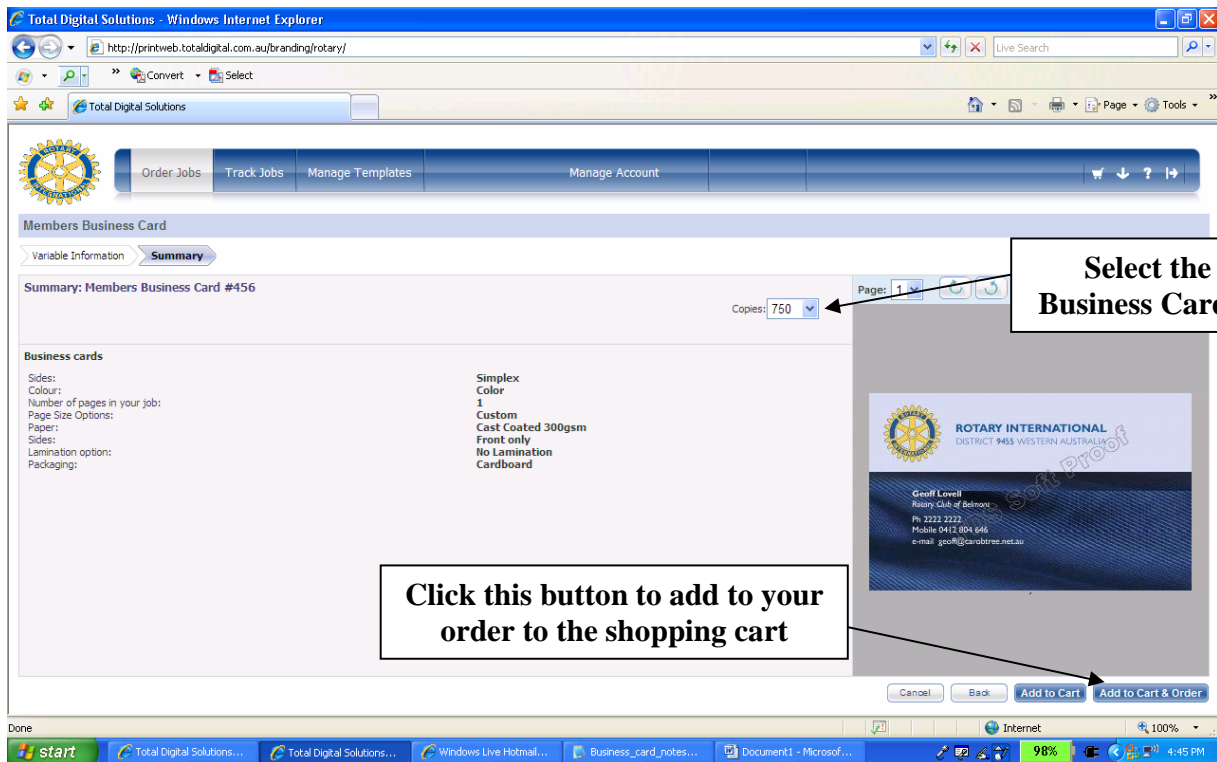 Total Digital Solutions - Windows Internet Explorer
http://printweb.totaldigital.com.au/branding/rotary/
Live Search
» Convert Select
Total Digital Solutions
Page Tools »
ROTARY
INTERNATIONAL
Order Jobs Track Jobs Manage Templates Manage Account ?
Members Business Card
Variable Information Summary
Summary: Members Business Card #456
Copies: 750
Page: 1
Select the
Business Card
Business cards
Sides: Simplex
Colour: Color
Number of pages in your job: 1
Page Size Options: Custom
Paper: Cast Coated 300gsm
Sides: Front only
Lamination option: No Lamination
Packaging: Cardboard
ROTARY INTERNATIONAL
DISTRICT 9455 WESTERN AUSTRALIA
Soft Proof
Geoff Lovell
Rotary Club of Belmont
Ph 2222 2222
Mobile 0412 804 646
e-mail geoff@carobtree.net.au
Click this button to add to your
order to the shopping cart
Cancel Back Add to Cart Add to Cart & Order
Done Internet 100%
start Total Digital Solutions... Total Digital Solutions... Windows Live Hotmail... Business_card_notes... Document1 - Microsof... 98% 4:45 PM